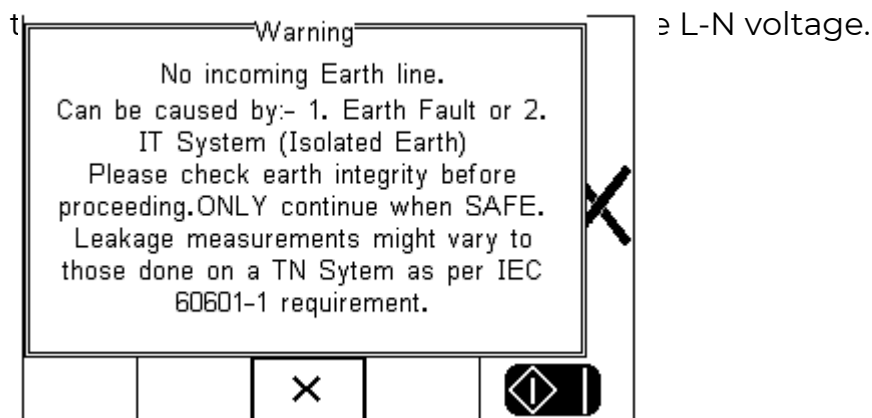 t
L-N voltage.
Warning
No incoming Earth line.
Can be caused by:- 1. Earth Fault or 2.
IT System (Isolated Earth)
Please check earth integrity before
proceeding.ONLY continue when SAFE.
Leakage measurements might vary to
those done on a TN Sytem as per IEC
60601-1 requirement.